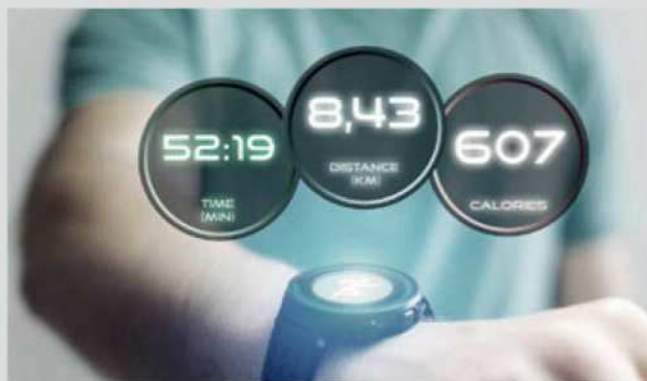 52:19
TIME
(MIN)
8,43
DISTANCE
(KM)
607
CALORIES